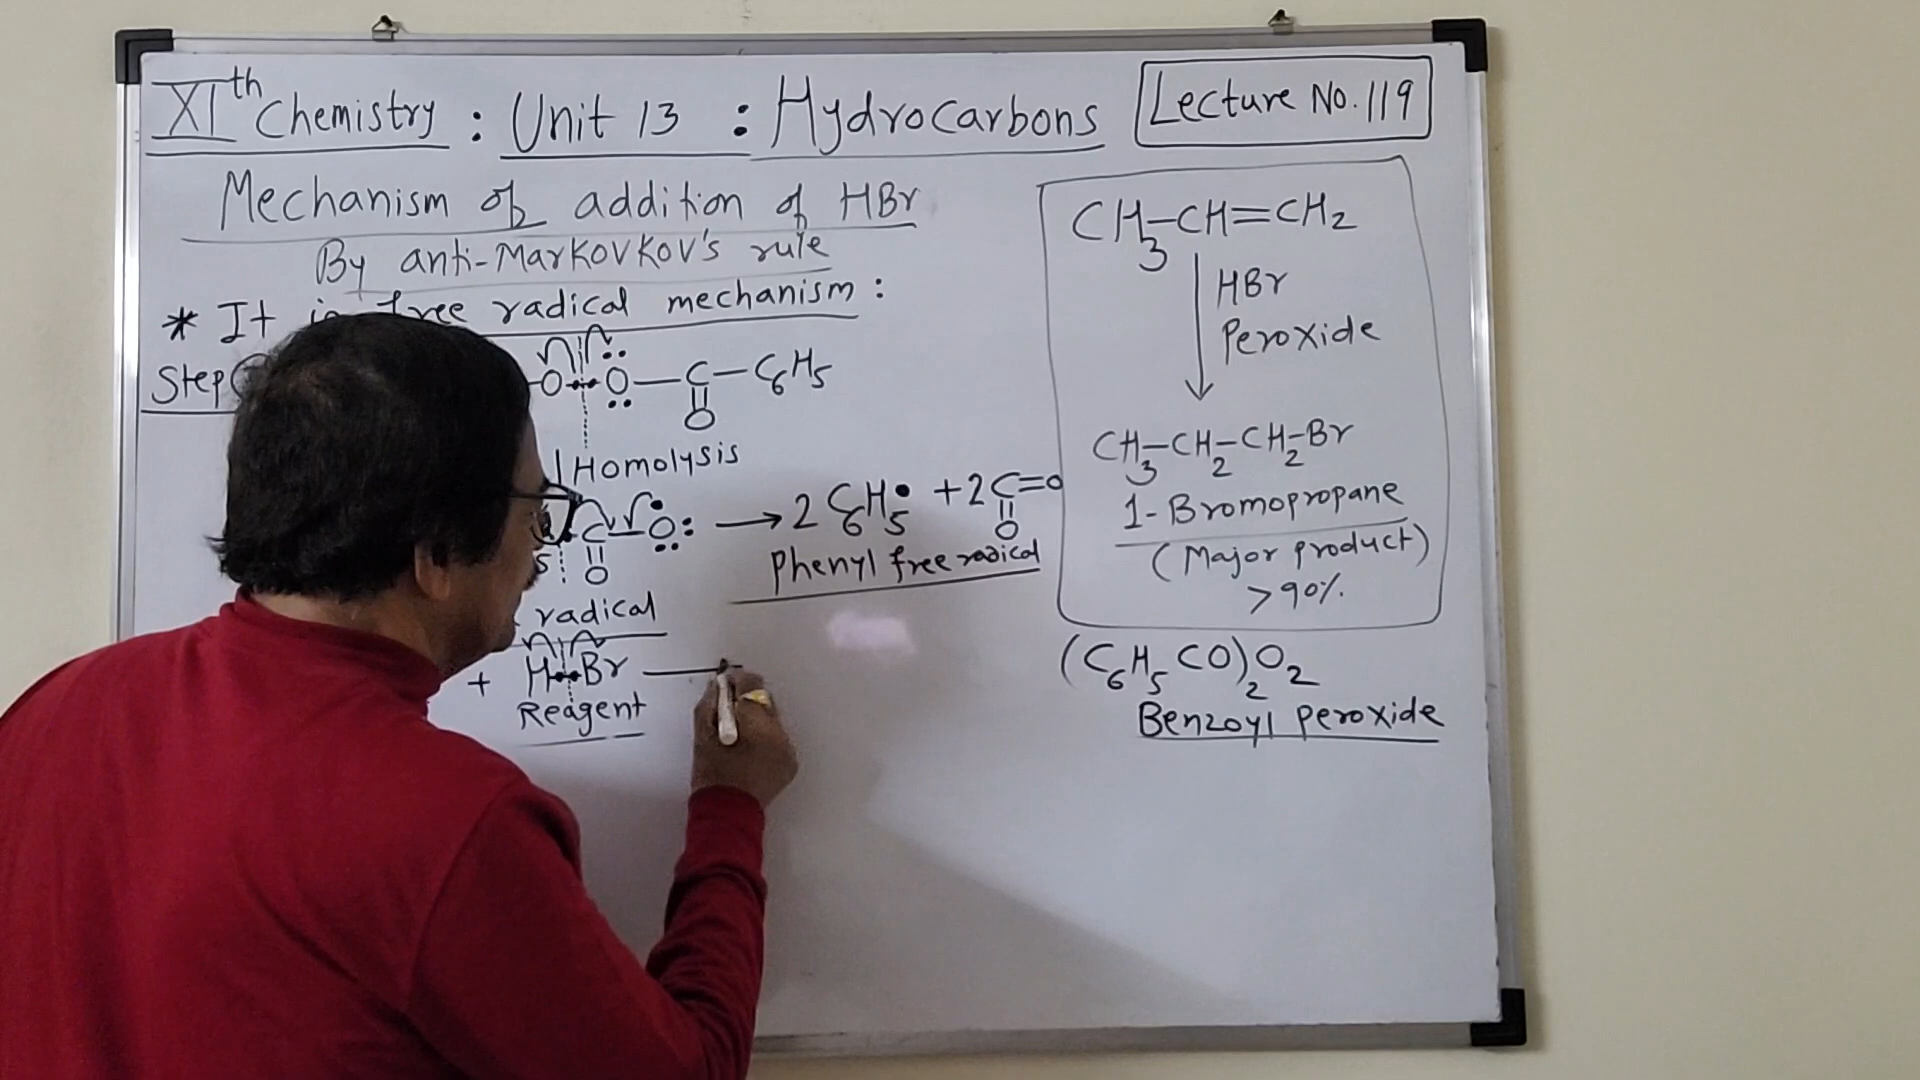 XIth Chemistry : Unit 13 : Hydrocarbons
Lecture No. 119
Mechanism of addition of HBr
By anti-Markovkov's rule
* It is free radical mechanism :
Step
—O••O—C—C6H5
O
Homolysis
C—O: → 2 C6H5• + 2 C=O
5 O O
Phenyl free radical
radical
+ H••Br —
Reagent
CH3—CH=CH2
HBr
Peroxide
CH3—CH2—CH2—Br
1-Bromopropane
(Major product)
>90%
(C6H5CO)2O2
Benzoyl peroxide